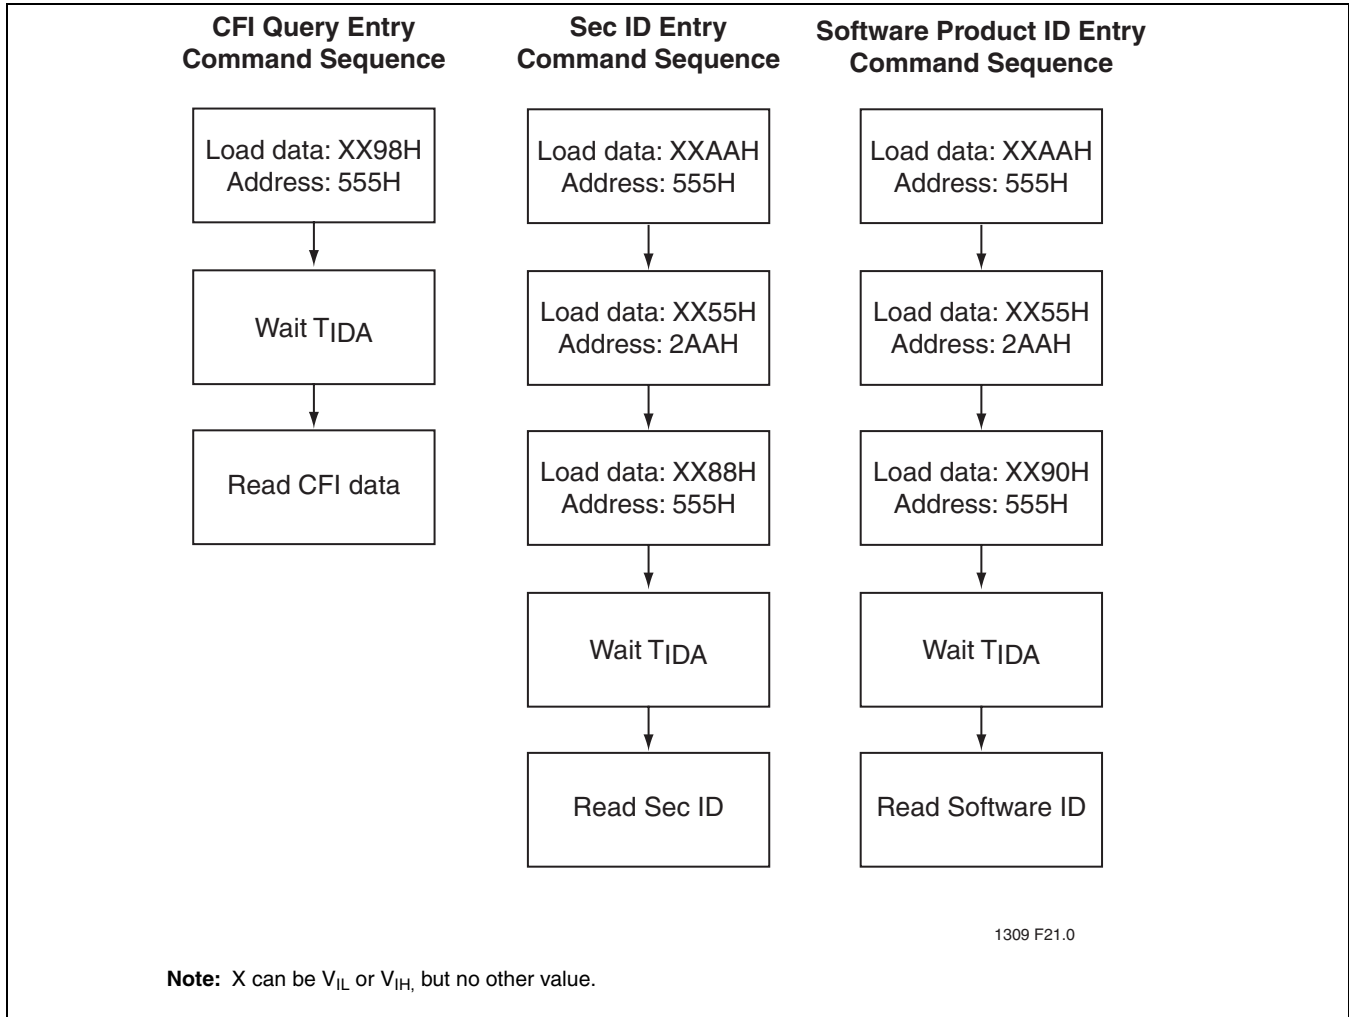 CFI Query Entry
Command Sequence
Load data: XX98H
Address: 555H
Wait TIDA
Read CFI data
Sec ID Entry
Command Sequence
Load data: XXAAH
Address: 555H
Load data: XX55H
Address: 2AAH
Load data: XX88H
Address: 555H
Wait TIDA
Read Sec ID
Software Product ID Entry
Command Sequence
Load data: XXAAH
Address: 555H
Load data: XX55H
Address: 2AAH
Load data: XX90H
Address: 555H
Wait TIDA
Read Software ID
1309 F21.0
Note: X can be VIL or VIH, but no other value.